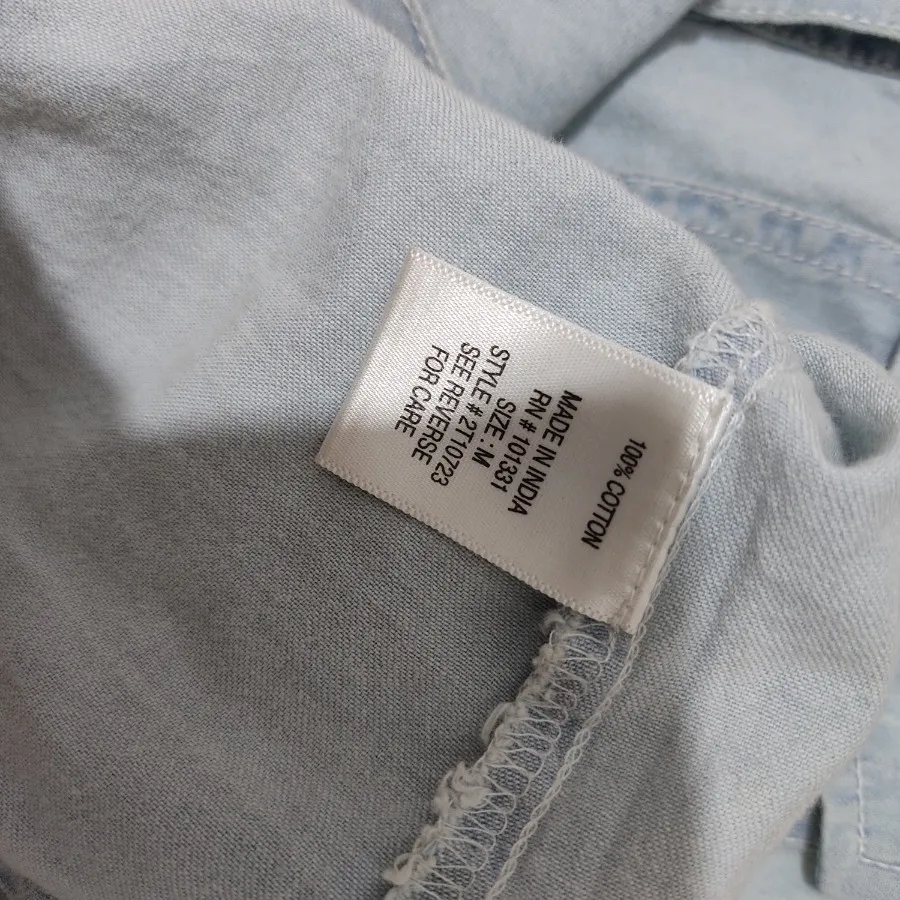 100% COTTON
MADE IN INDIA
RN # 101331
SIZE : M
STYLE # 2T10723
SEE REVERSE
FOR CARE